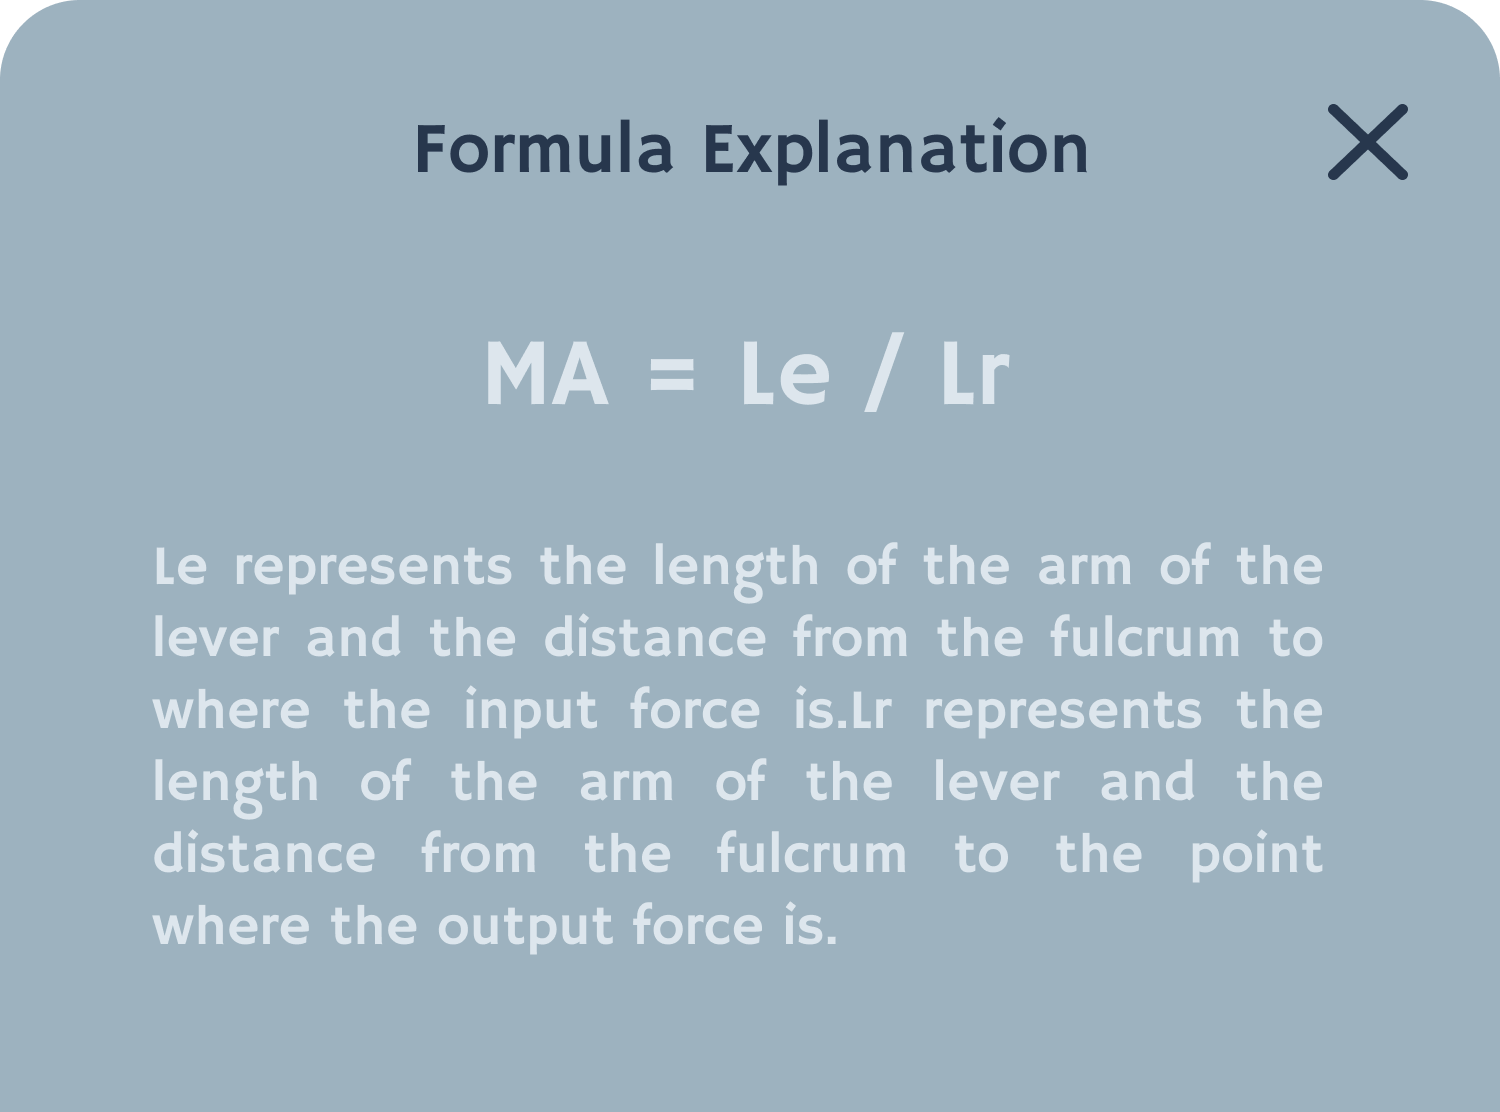 Formula Explanation
MA = Le / Lr
Le represents the length of the arm of the
lever and the distance from the fulcrum to
where the input force is.Lr represents the
length of the arm of the lever and the
distance from the fulcrum to the point
where the output force is.